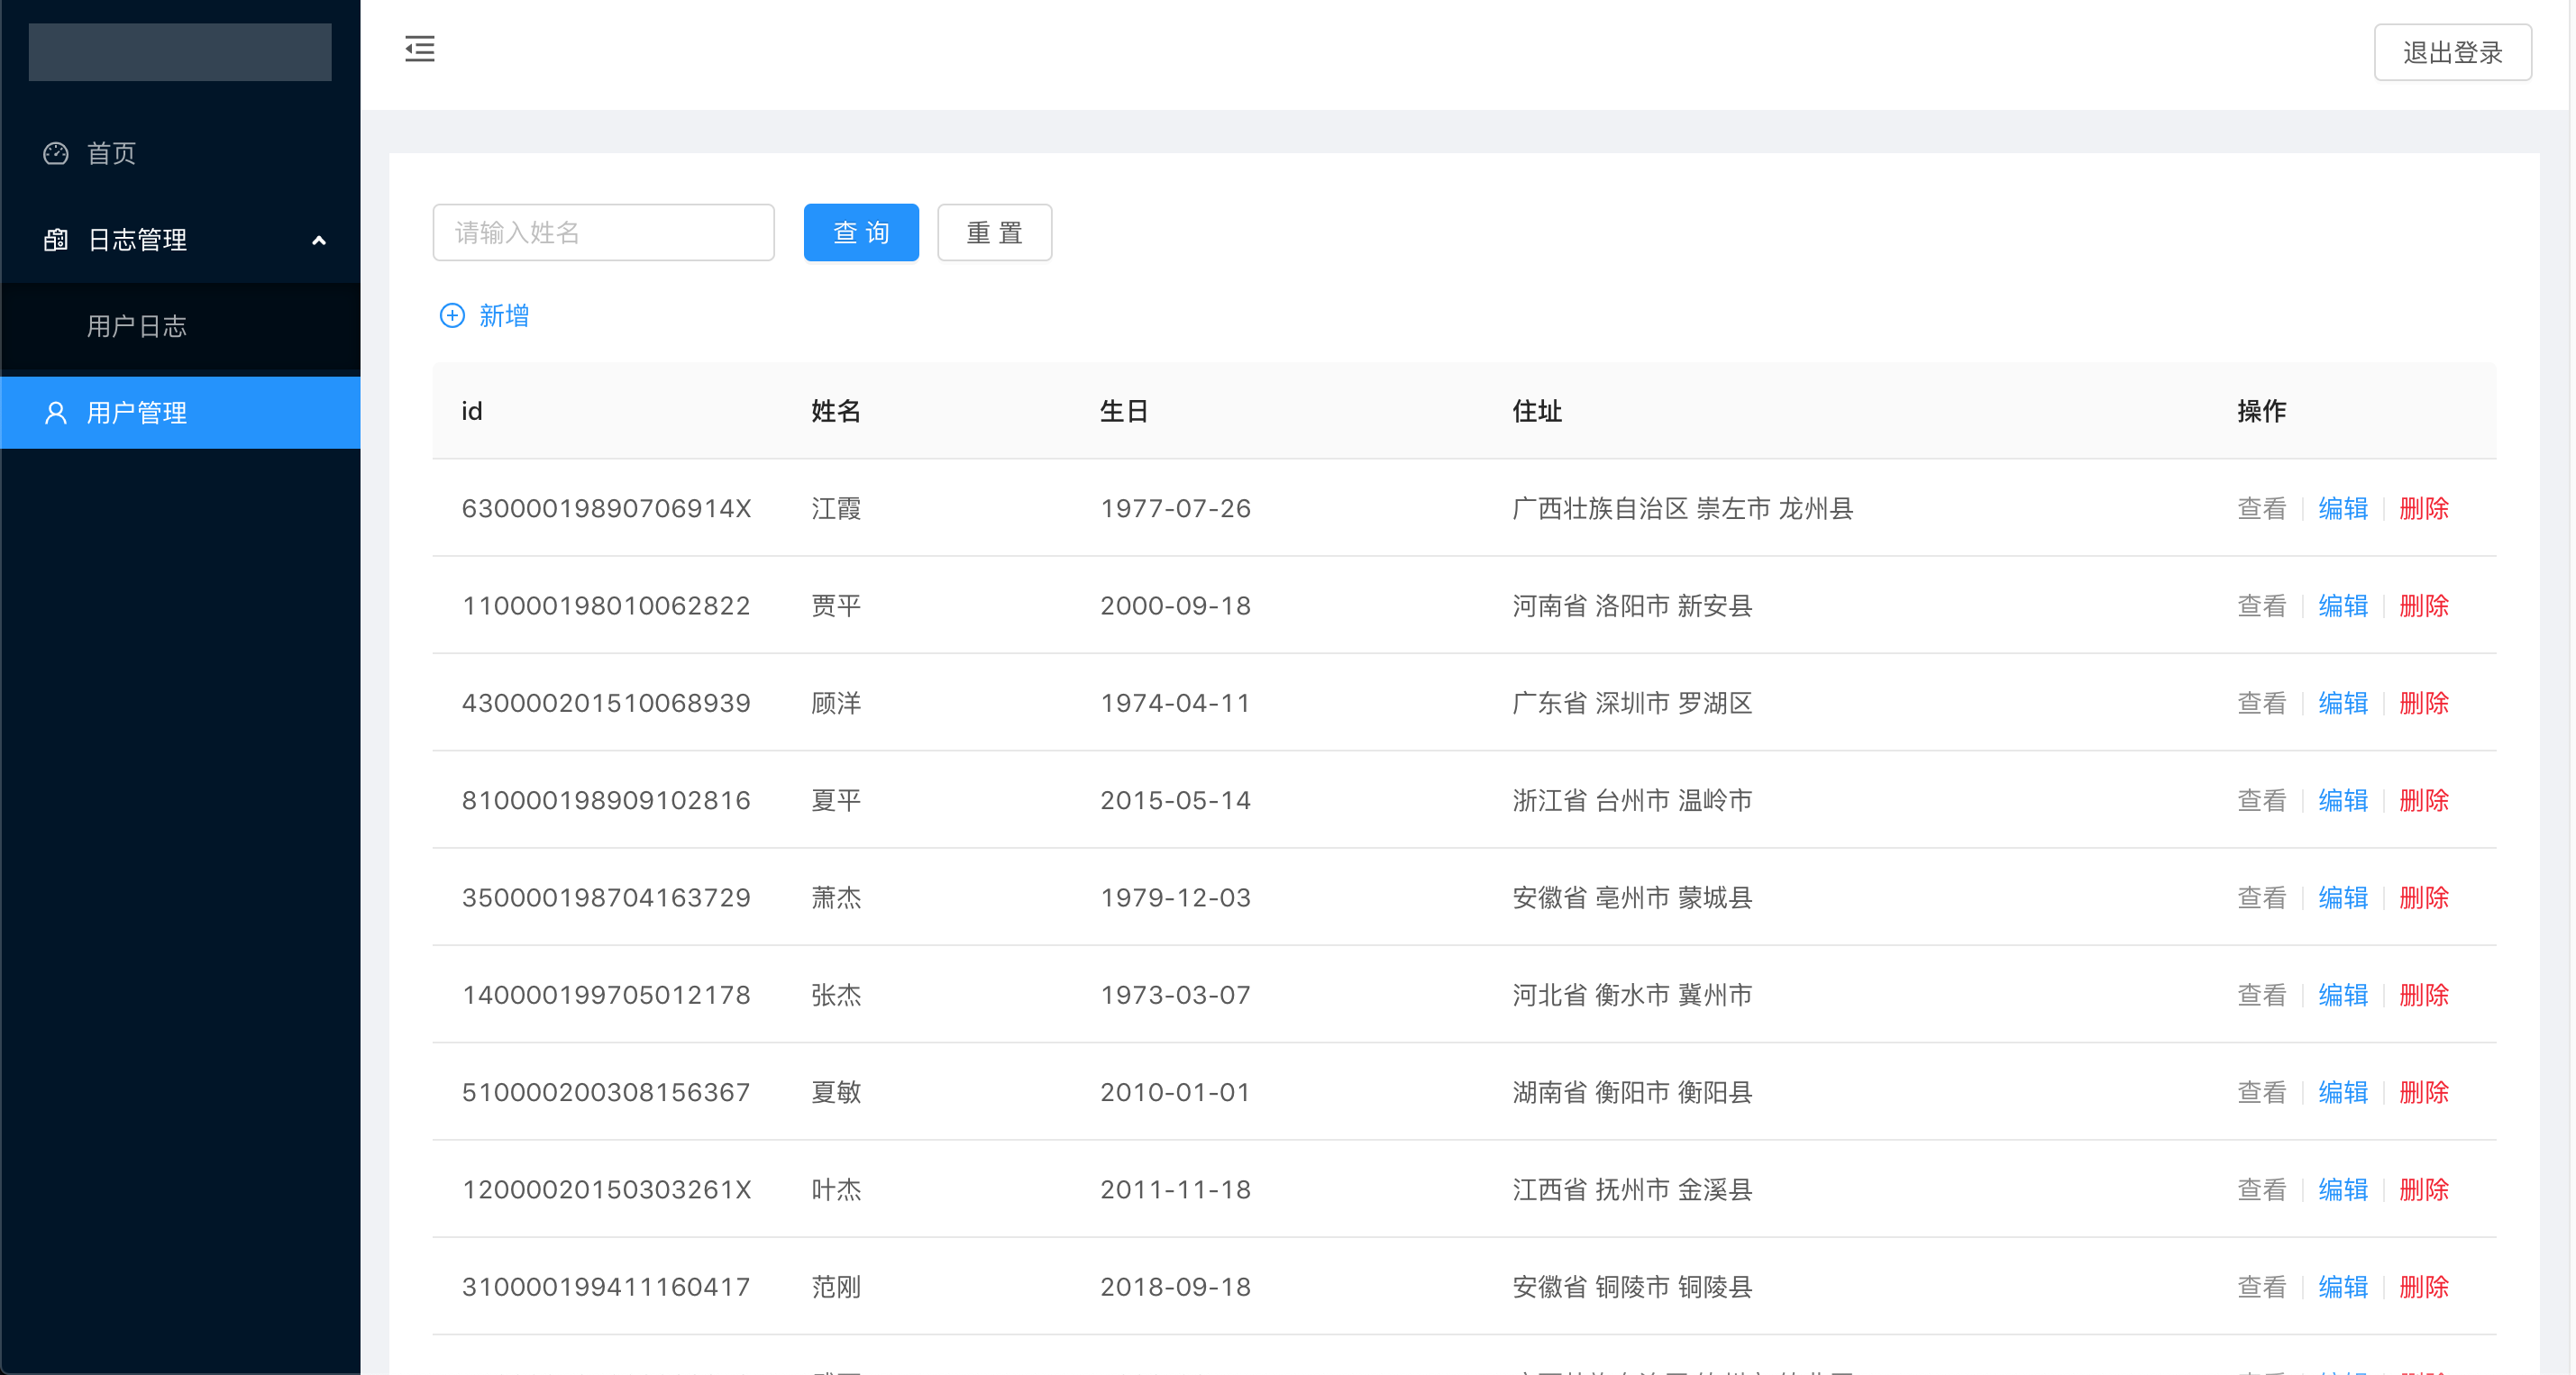 退出登录
首页
日志管理
用户日志
用户管理
请输入姓名 查 询 重 置
新增
id 姓名 生日 住址 操作
63000019890706914X 江霞 1977-07-26 广西壮族自治区 崇左市 龙州县 查看 编辑 删除
110000198010062822 贾平 2000-09-18 河南省 洛阳市 新安县 查看 编辑 删除
430000201510068939 顾洋 1974-04-11 广东省 深圳市 罗湖区 查看 编辑 删除
810000198909102816 夏平 2015-05-14 浙江省 台州市 温岭市 查看 编辑 删除
350000198704163729 萧杰 1979-12-03 安徽省 亳州市 蒙城县 查看 编辑 删除
140000199705012178 张杰 1973-03-07 河北省 衡水市 冀州市 查看 编辑 删除
510000200308156367 夏敏 2010-01-01 湖南省 衡阳市 衡阳县 查看 编辑 删除
12000020150303261X 叶杰 2011-11-18 江西省 抚州市 金溪县 查看 编辑 删除
310000199411160417 范刚 2018-09-18 安徽省 铜陵市 铜陵县 查看 编辑 删除